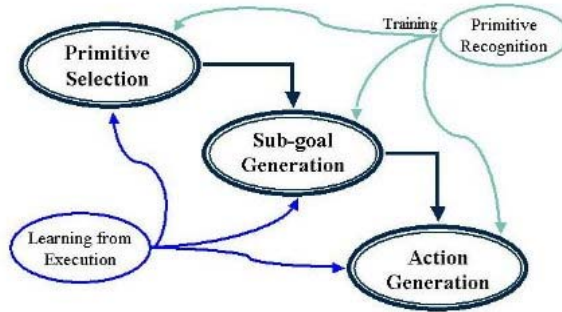 Training
Primitive
Recognition
Primitive
Selection
Sub-goal
Generation
Learning from
Execution
Action
Generation